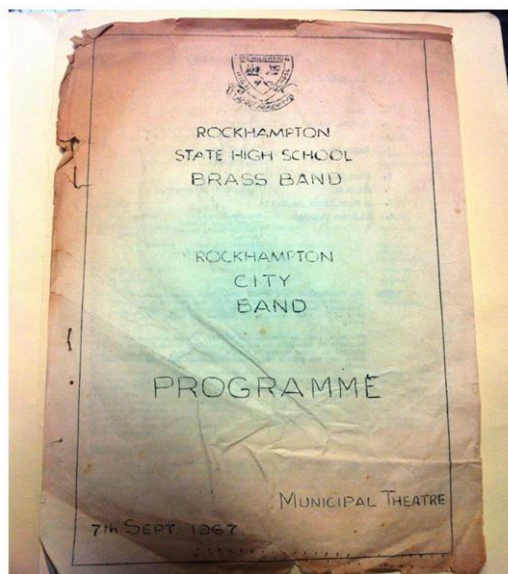 ROCKHAMPTON
STATE HIGH SCHOOL
BRASS BAND
ROCKHAMPTON
CITY
BAND
PROGRAMME
MUNICIPAL THEATRE
7th SEPT. 1967